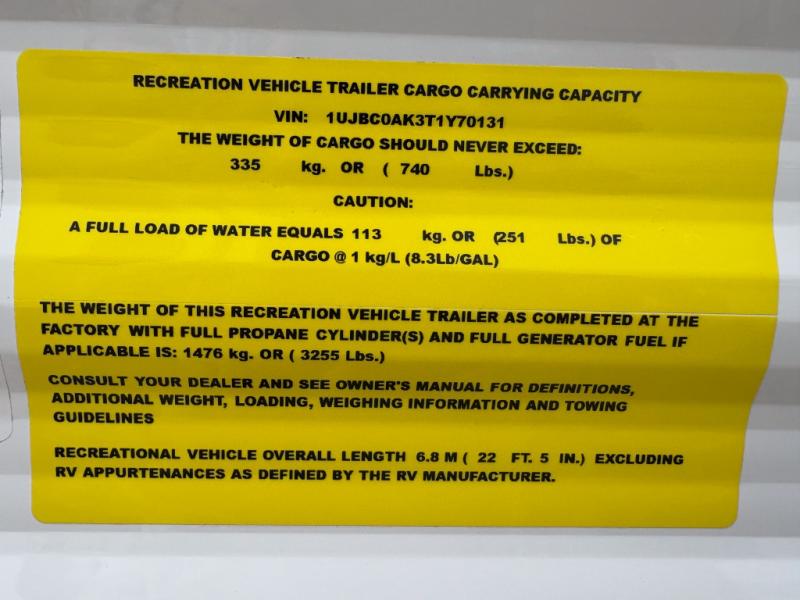 RECREATION VEHICLE TRAILER CARGO CARRYING CAPACITY
VIN: 1UJBC0AK3T1Y70131
THE WEIGHT OF CARGO SHOULD NEVER EXCEED:
335 kg. OR ( 740 Lbs.)
CAUTION:
A FULL LOAD OF WATER EQUALS 113 kg. OR (251 Lbs.) OF
CARGO @ 1 kg/L (8.3Lb/GAL)
THE WEIGHT OF THIS RECREATION VEHICLE TRAILER AS COMPLETED AT THE
FACTORY WITH FULL PROPANE CYLINDER(S) AND FULL GENERATOR FUEL IF
APPLICABLE IS: 1476 kg. OR ( 3255 Lbs.)
CONSULT YOUR DEALER AND SEE OWNER'S MANUAL FOR DEFINITIONS,
ADDITIONAL WEIGHT, LOADING, WEIGHING INFORMATION AND TOWING
GUIDELINES
RECREATIONAL VEHICLE OVERALL LENGTH 6.8 M ( 22 FT. 5 IN.) EXCLUDING
RV APPURTENANCES AS DEFINED BY THE RV MANUFACTURER.